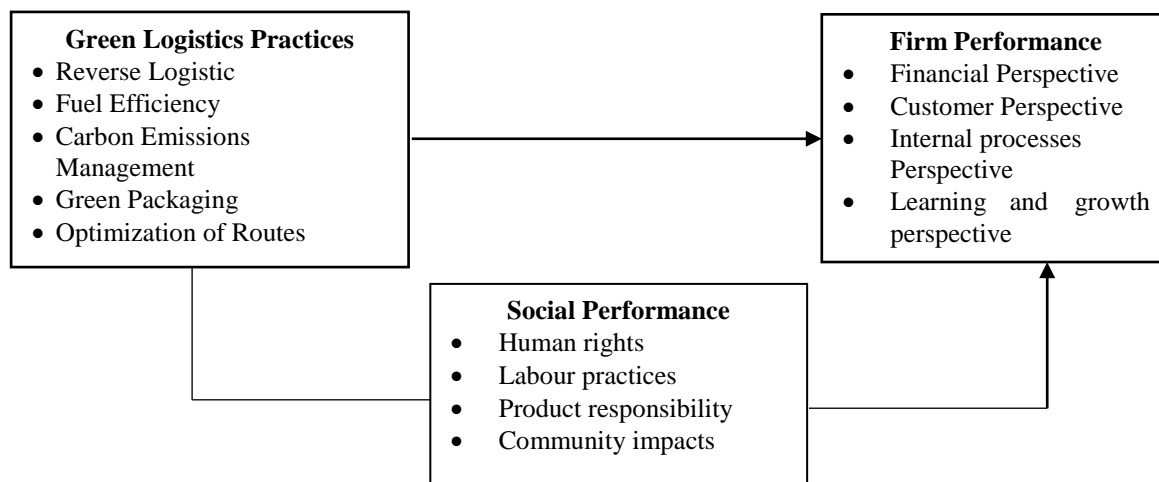 Green Logistics Practices
• Reverse Logistic
• Fuel Efficiency
• Carbon Emissions
Management
• Green Packaging
• Optimization of Routes
Firm Performance
• Financial Perspective
• Customer Perspective
• Internal processes
Perspective
• Learning and growth
perspective
Social Performance
• Human rights
• Labour practices
• Product responsibility
• Community impacts